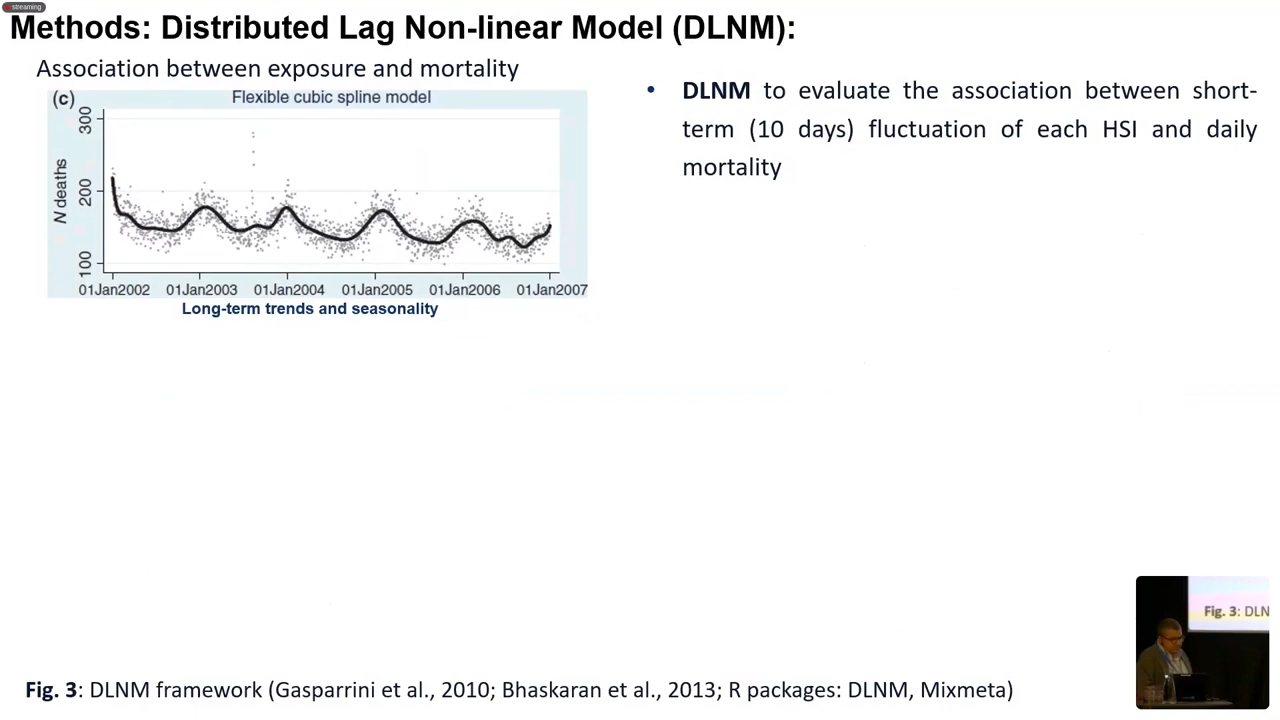 streaming
Methods: Distributed Lag Non-linear Model (DLNM):
Association between exposure and mortality
(c)
Flexible cubic spline model
N deaths
300
200
100
01Jan2002 01Jan2003 01Jan2004 01Jan2005 01Jan2006 01Jan2007
Long-term trends and seasonality
• DLNM to evaluate the association between short-
term (10 days) fluctuation of each HSI and daily
mortality
Fig. 3: DLN
Fig. 3: DLNM framework (Gasparrini et al., 2010; Bhaskaran et al., 2013; R packages: DLNM, Mixmeta)